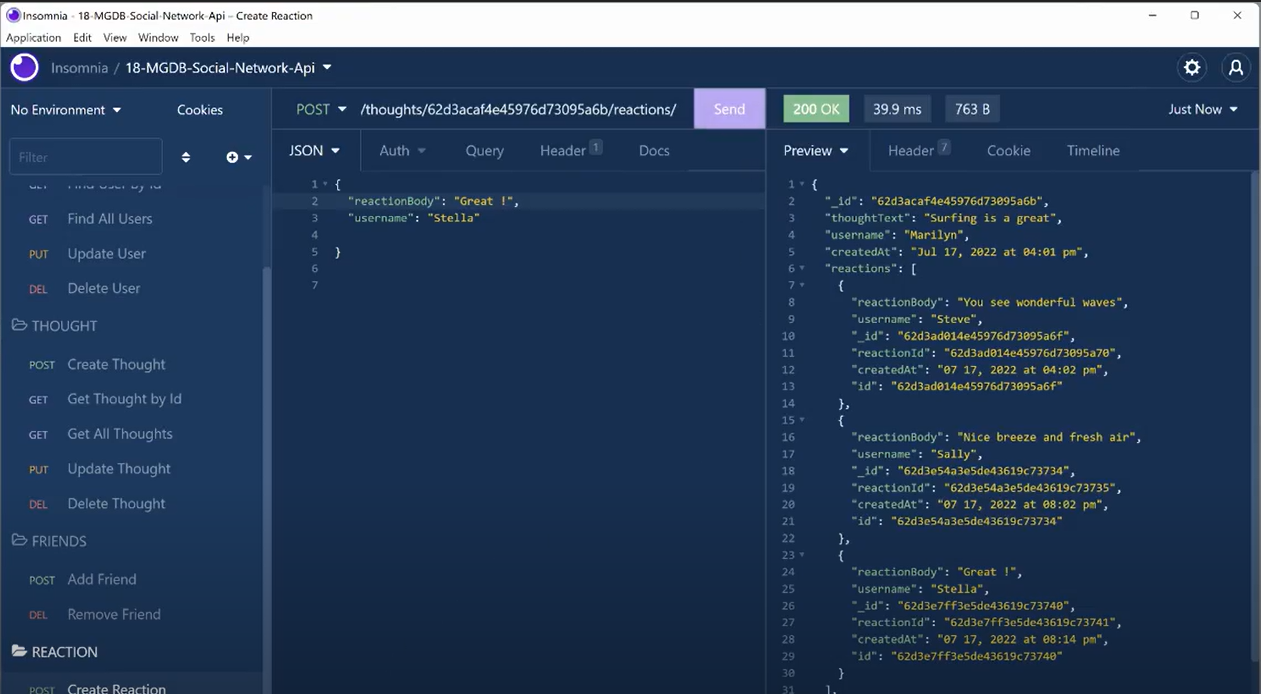 Insomnia - 18-MGDB-Social-Network-Api – Create Reaction
Application Edit View Window Tools Help
Insomnia / 18-MGDB-Social-Network-Api
No Environment Cookies
Filter
Find User by Id
GET Find All Users
PUT Update User
DEL Delete User
THOUGHT
POST Create Thought
GET Get Thought by Id
GET Get All Thoughts
PUT Update Thought
DEL Delete Thought
FRIENDS
POST Add Friend
DEL Remove Friend
REACTION
POST Create Reaction
POST /thoughts/62d3acaf4e45976d73095a6b/reactions/ Send
JSON Auth Query Header 1 Docs
1 {
2 "reactionBody": "Great !",
3 "username": "Stella"
4
5 }
6
7
200 OK 39.9 ms 763 B Just Now
Preview Header 7 Cookie Timeline
1 {
2 "_id": "62d3acaf4e45976d73095a6b",
3 "thoughtText": "Surfing is a great",
4 "username": "Marilyn",
5 "createdAt": "Jul 17, 2022 at 04:01 pm",
6 "reactions": [
7 {
8 "reactionBody": "You see wonderful waves",
9 "username": "Steve",
10 "_id": "62d3ad014e45976d73095a6f",
11 "reactionId": "62d3ad014e45976d73095a70",
12 "createdAt": "07 17, 2022 at 04:02 pm",
13 "id": "62d3ad014e45976d73095a6f"
14 },
15 {
16 "reactionBody": "Nice breeze and fresh air",
17 "username": "Sally",
18 "_id": "62d3e54a3e5de43619c73734",
19 "reactionId": "62d3e54a3e5de43619c73735",
20 "createdAt": "07 17, 2022 at 08:02 pm",
21 "id": "62d3e54a3e5de43619c73734"
22 },
23 {
24 "reactionBody": "Great !",
25 "username": "Stella",
26 "_id": "62d3e7ff3e5de43619c73740",
27 "reactionId": "62d3e7ff3e5de43619c73741",
28 "createdAt": "07 17, 2022 at 08:14 pm",
29 "id": "62d3e7ff3e5de43619c73740"
30 }
31 ],